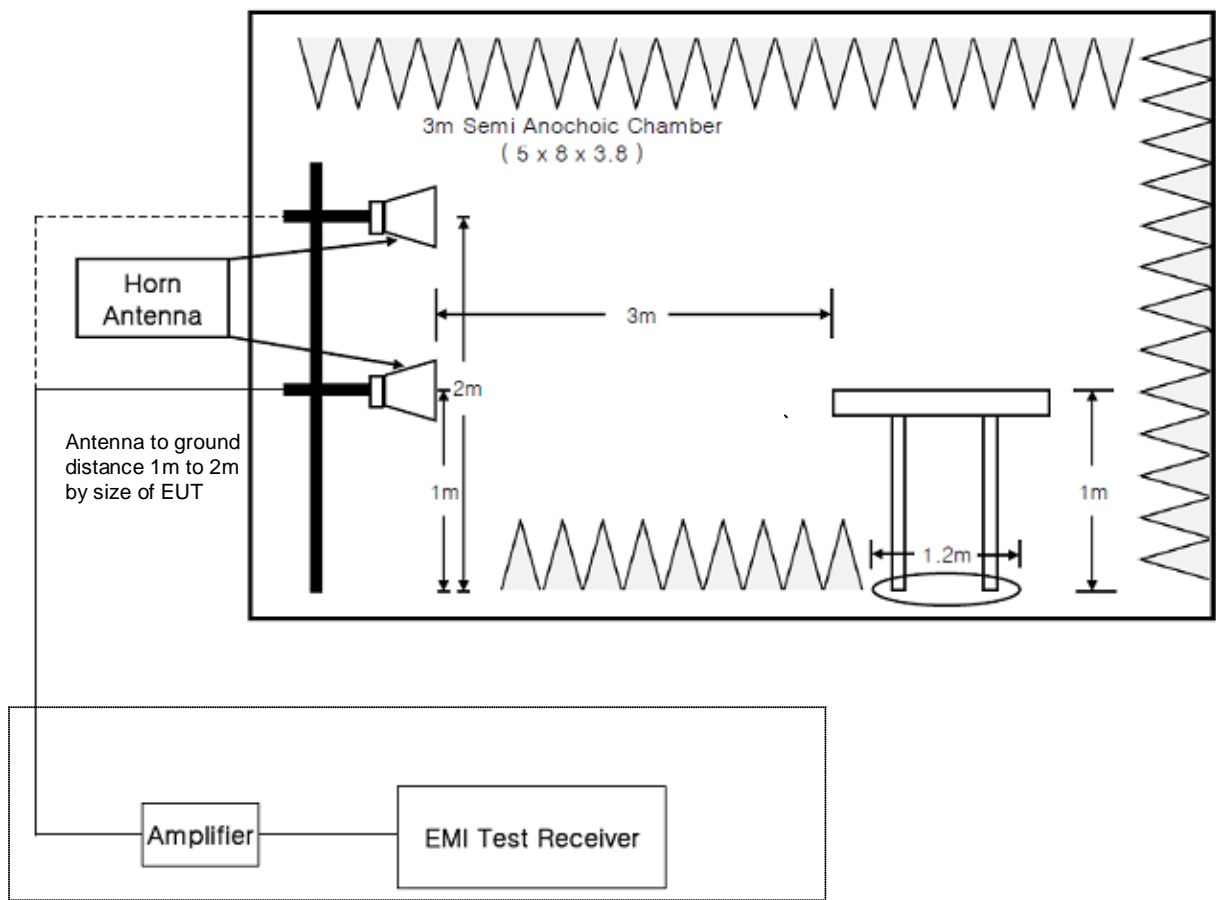 3m Semi Anochoic Chamber
( 5 x 8 x 3.8 )
Horn
Antenna
3m
2m
Antenna to ground
distance 1m to 2m
by size of EUT
1m
1m
1.2m
Amplifier
EMI Test Receiver